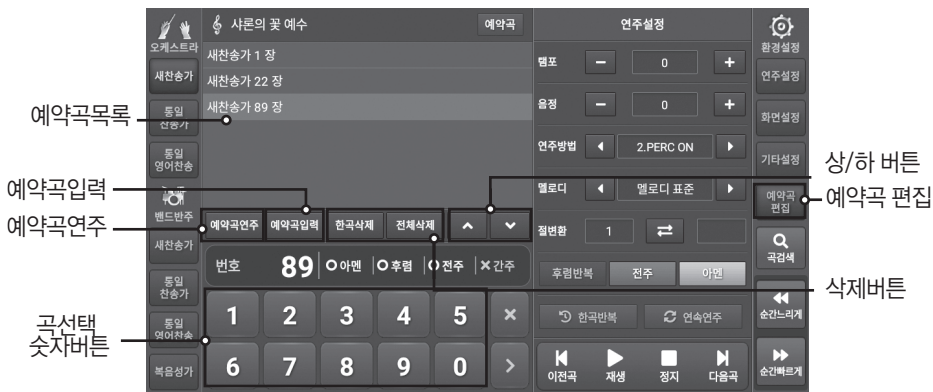 예약곡목록
예약곡입력
예약곡연주
곡선택
숫자버튼
오케스트라
새찬송가
통일
찬송가
통일
영어찬송
밴드반주
새찬송가
통일
찬송가
통일
영어찬송
복음성가
샤론의 꽃 예수
예약곡
새찬송가 1 장
새찬송가 22 장
새찬송가 89 장
예약곡연주 예약곡입력 한곡삭제 전체삭제
번호 89 아멘 후렴 전주 × 간주
1 2 3 4 5 ×
6 7 8 9 0 >
연주설정
템포 − 0 +
음정 − 0 +
연주방법 2.PERC ON
멜로디 멜로디 표준
절변환 1
후렴반복 전주 아멘
한곡반복 연속연주
이전곡 재생 정지 다음곡
환경설정
연주설정
화면설정
기타설정
예약곡
편집
곡검색
순간느리게
순간빠르게
상/하 버튼
예약곡 편집
삭제버튼